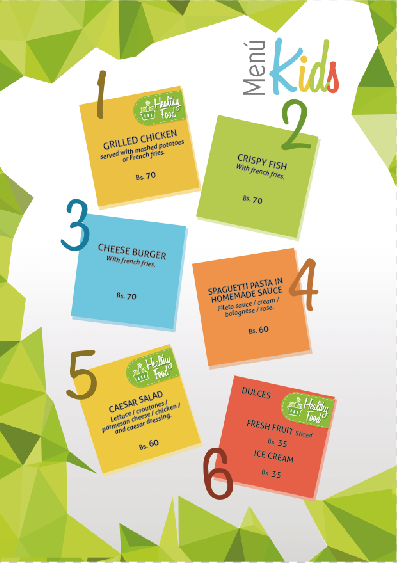 Menú
Kids
1
Healthy
Food
GRILLED CHICKEN
served with mashed potatoes
or French fries.
Bs. 70
2
CRISPY FISH
With french fries.
Bs. 70
3
CHEESE BURGER
With french fries.
Bs. 70
4
SPAGUETTI PASTA IN
HOMEMADE SAUCE
Fileto sauce / cream /
bolognese / rose.
Bs. 60
5
Healthy
Food
CAESAR SALAD
Lettuce / croutones /
parmesan cheese / chicken /
and caesar dressing.
Bs. 60
6
DULCES
Healthy
Food
FRESH FRUIT Sliced
Bs. 35
ICE CREAM
Bs. 35